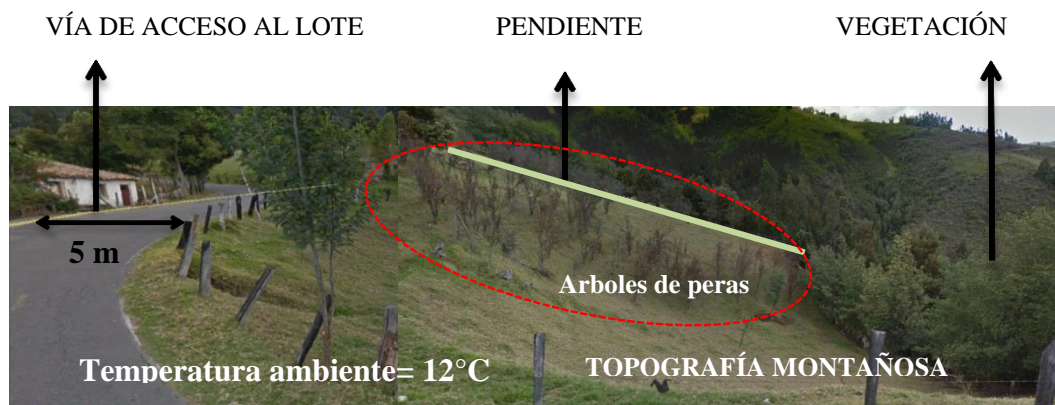 VÍA DE ACCESO AL LOTE
PENDIENTE
VEGETACIÓN
5 m
Arboles de peras
Temperatura ambiente= 12°C
TOPOGRAFÍA MONTAÑOSA